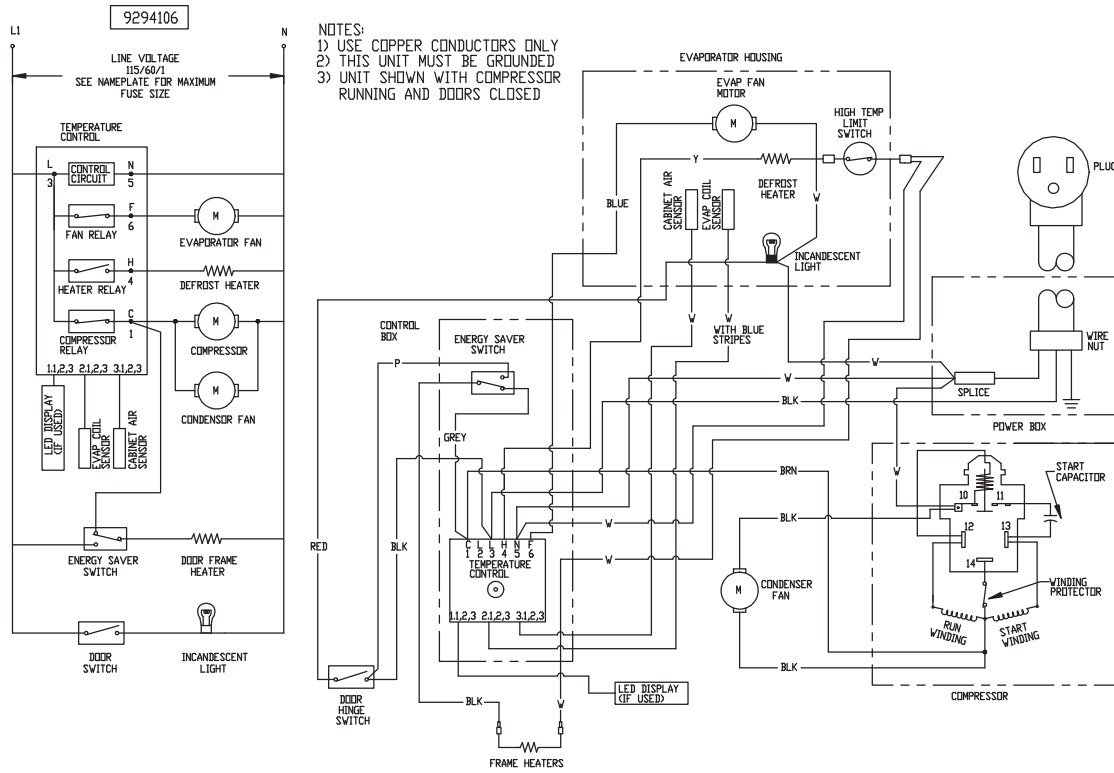 9294106
L1
N
LINE VOLTAGE
115/60/1
SEE NAMEPLATE FOR MAXIMUM
FUSE SIZE
NOTES:
1) USE COPPER CONDUCTORS ONLY
2) THIS UNIT MUST BE GROUNDED
3) UNIT SHOWN WITH COMPRESSOR
RUNNING AND DOORS CLOSED
TEMPERATURE
CONTROL
L
3
CONTROL
CIRCUIT
N
5
FAN RELAY
F
6
M
EVAPORATOR FAN
HEATER RELAY
H
4
DEFROST HEATER
COMPRESSOR
RELAY
C
1
M
COMPRESSOR
M
CONDENSOR FAN
1.1,2,3
2.1,2,3
3.1,2,3
LED DISPLAY
(IF USED)
EVAP COIL
SENSOR
CABINET AIR
SENSOR
ENERGY SAVER
SWITCH
DOOR FRAME
HEATER
DOOR
SWITCH
INCANDESCENT
LIGHT
EVAPORATOR HOUSING
EVAP FAN
MOTOR
M
HIGH TEMP
LIMIT
SWITCH
Y
DEFROST
HEATER
W
BLUE
CABINET AIR
SENSOR
EVAP COIL
SENSOR
INCANDESCENT
LIGHT
W
W
WITH BLUE
STRIPES
PLUG
WIRE
NUT
SPLICE
POWER BOX
W
W
BLK
W
CONTROL
BOX
ENERGY SAVER
SWITCH
P
GREY
BRN
BLK
RED
BLK
W
W
C
1
L
2
L
3
H
4
N
5
F
6
TEMPERATURE
CONTROL
1.1,2,3
2.1,2,3
3.1,2,3
M
CONDENSER
FAN
BLK
START
CAPACITOR
10
11
12
13
14
WINDING
PROTECTOR
RUN
WINDING
START
WINDING
COMPRESSOR
DOOR
HINGE
SWITCH
BLK
W
LED DISPLAY
(IF USED)
FRAME HEATERS